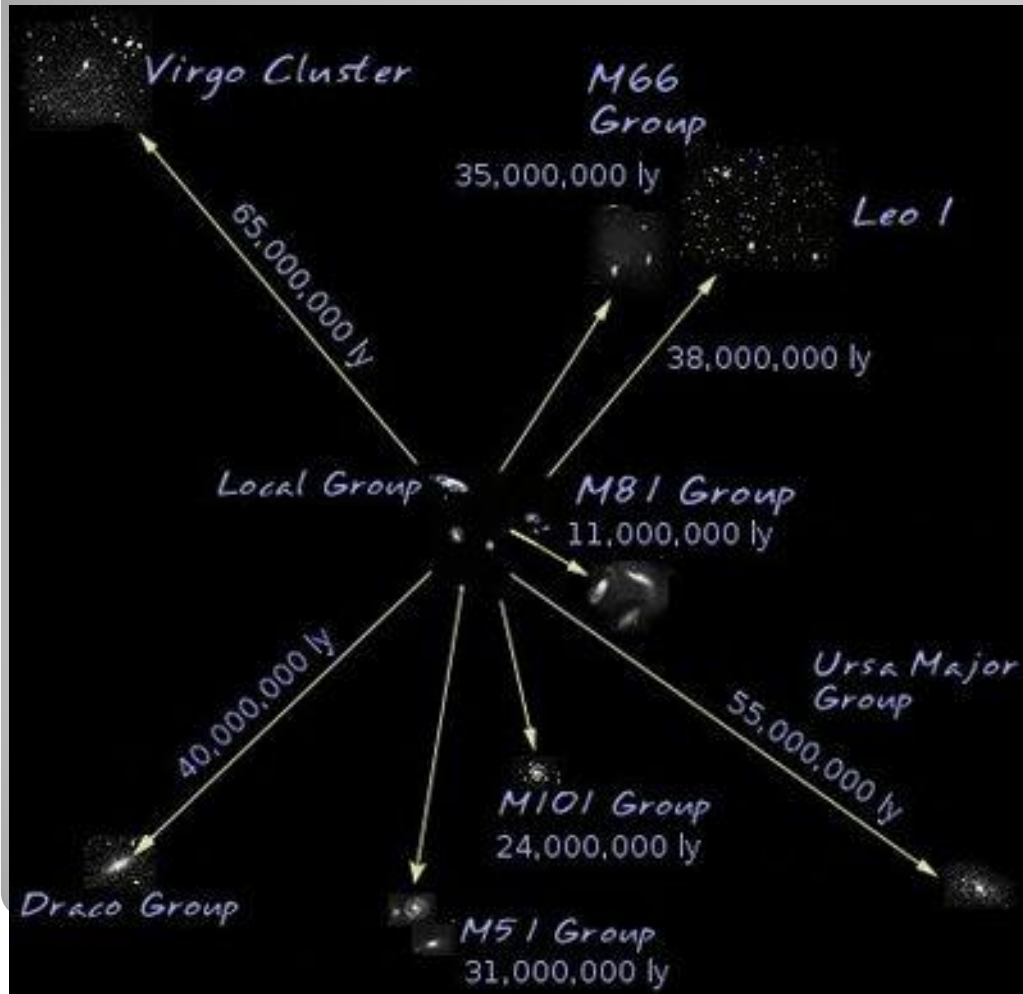 Virgo Cluster
M66
Group
35,000,000 ly
Leo I
65,000,000 ly
38,000,000 ly
Local Group
M81 Group
11,000,000 ly
40,000,000 ly
Ursa Major
Group
55,000,000 ly
M101 Group
24,000,000 ly
Draco Group
M51 Group
31,000,000 ly